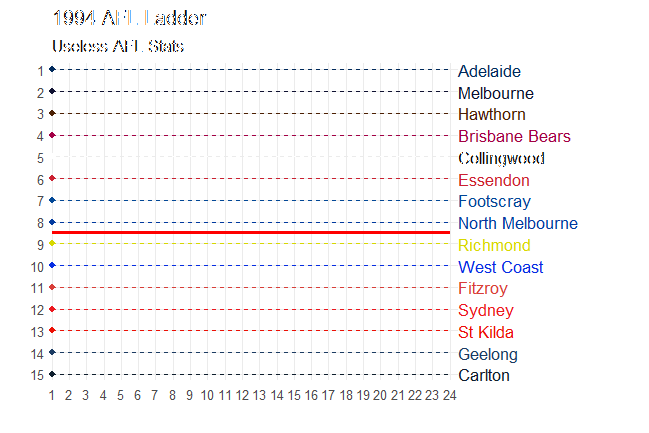 1994 AFL Ladder
Useless AFL Stats
1 Adelaide
2 Melbourne
3 Hawthorn
4 Brisbane Bears
5 Collingwood
6 Essendon
7 Footscray
8 North Melbourne
9 Richmond
10 West Coast
11 Fitzroy
12 Sydney
13 St Kilda
14 Geelong
15 Carlton
1 2 3 4 5 6 7 8 9 10 11 12 13 14 15 16 17 18 19 20 21 22 23 24